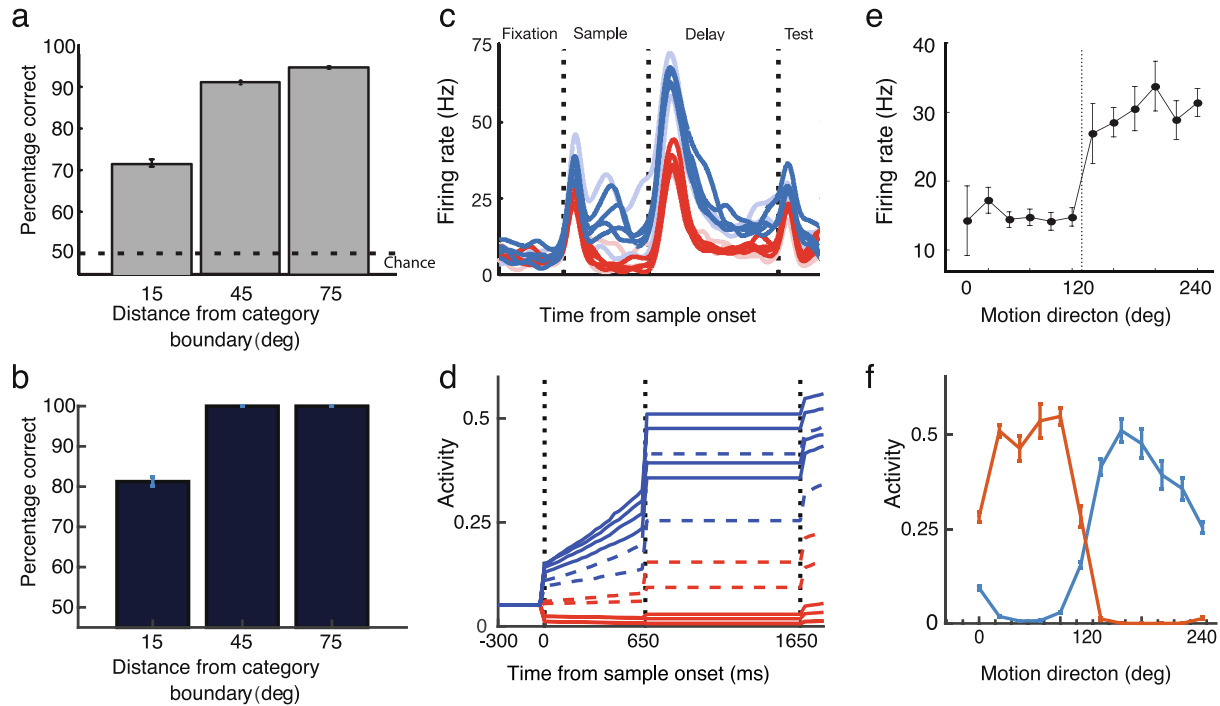 a
Percentage correct
100
90
80
70
60
50
Chance
15 45 75
Distance from category
boundary (deg)
b
Percentage correct
100
90
80
70
60
50
15 45 75
Distance from category
boundary (deg)
c
Fixation Sample Delay Test
Firing rate (Hz)
75
50
25
0
Time from sample onset
d
Activity
0.5
0.25
0
-300 0 650 1650
Time from sample onset (ms)
e
Firing rate (Hz)
40
30
20
10
0 120 240
Motion directon (deg)
f
Activity
0.5
0.25
0
0 120 240
Motion directon (deg)